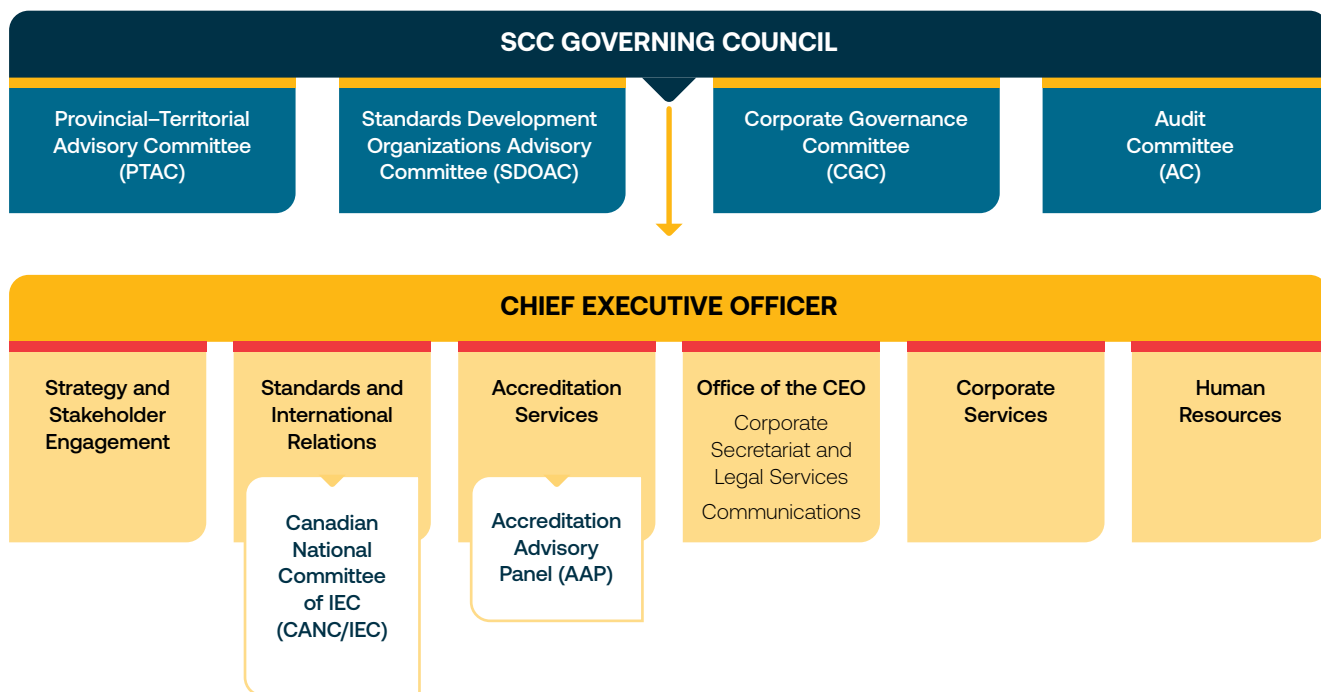 SCC GOVERNING COUNCIL
Provincial–Territorial
Advisory Committee
(PTAC)
Standards Development
Organizations Advisory
Committee (SDOAC)
Corporate Governance
Committee
(CGC)
Audit
Committee
(AC)
CHIEF EXECUTIVE OFFICER
Strategy and
Stakeholder
Engagement
Standards and
International
Relations
Canadian
National
Committee
of IEC
(CANC/IEC)
Accreditation
Services
Accreditation
Advisory
Panel (AAP)
Office of the CEO
Corporate
Secretariat and
Legal Services
Communications
Corporate
Services
Human
Resources